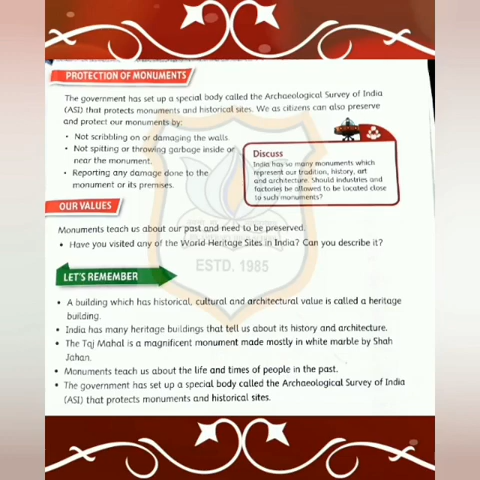 PROTECTION OF MONUMENTS
The government has set up a special body called the Archaeological Survey of India
(ASI) that protects monuments and historical sites. We as citizens can also preserve
and protect our monuments by:
• Not scribbling on or damaging the walls.
• Not spitting or throwing garbage inside or
near the monument.
• Reporting any damage done to the
monument or its premises.
Discuss
India has so many monuments which
represent our tradition, history, art
and architecture. Should industries and
factories be allowed to be located close
to such monuments?
OUR VALUES
Monuments teach us about our past and need to be preserved.
• Have you visited any of the World Heritage Sites in India? Can you describe it?
ESTD. 1985
LET'S REMEMBER
• A building which has historical, cultural and architectural value is called a heritage
building.
• India has many heritage buildings that tell us about its history and architecture.
• The Taj Mahal is a magnificent monument made mostly in white marble by Shah
Jahan.
• Monuments teach us about the life and times of people in the past.
• The government has set up a special body called the Archaeological Survey of India
(ASI) that protects monuments and historical sites.